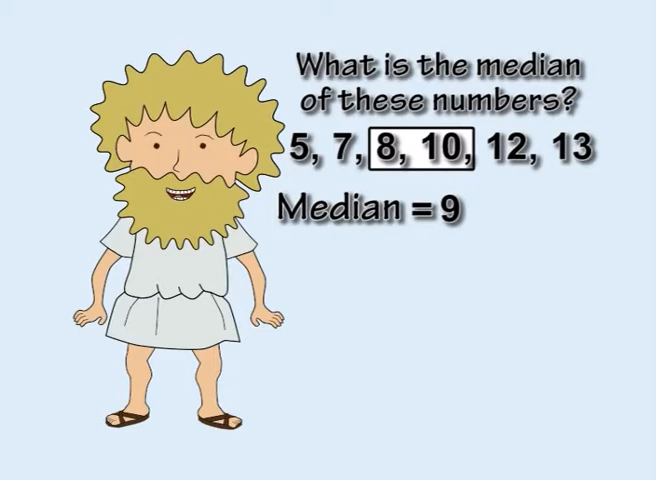 What is the median
of these numbers?
5, 7, 8, 10, 12, 13
Median = 9